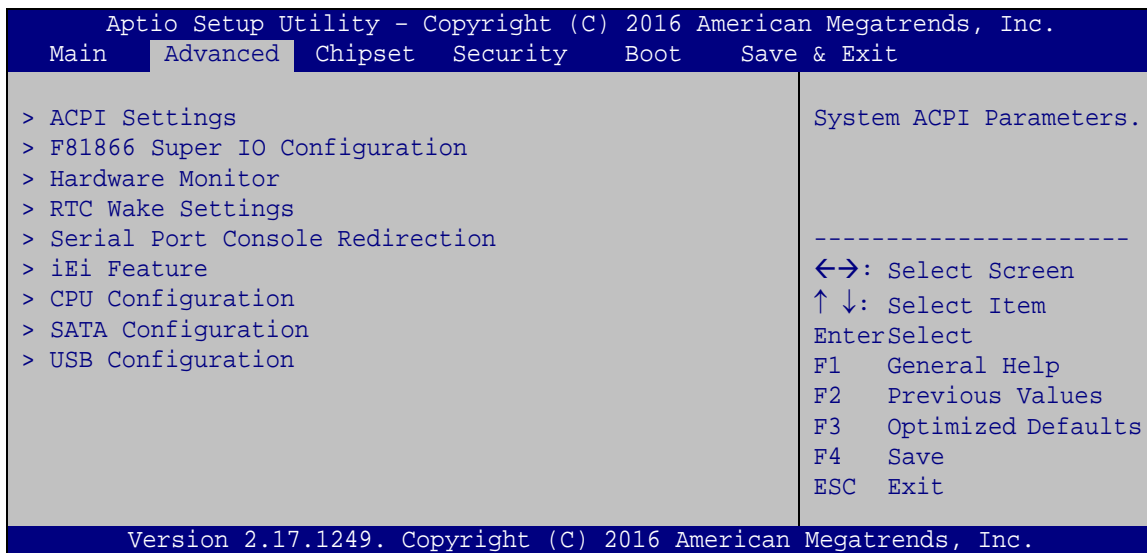 Aptio Setup Utility – Copyright (C) 2016 American Megatrends, Inc.
Main Advanced Chipset Security Boot Save & Exit
> ACPI Settings
> F81866 Super IO Configuration
> Hardware Monitor
> RTC Wake Settings
> Serial Port Console Redirection
> iEi Feature
> CPU Configuration
> SATA Configuration
> USB Configuration
System ACPI Parameters.
----------------------
←→: Select Screen
↑ ↓: Select Item
EnterSelect
F1 General Help
F2 Previous Values
F3 Optimized Defaults
F4 Save
ESC Exit
Version 2.17.1249. Copyright (C) 2016 American Megatrends, Inc.